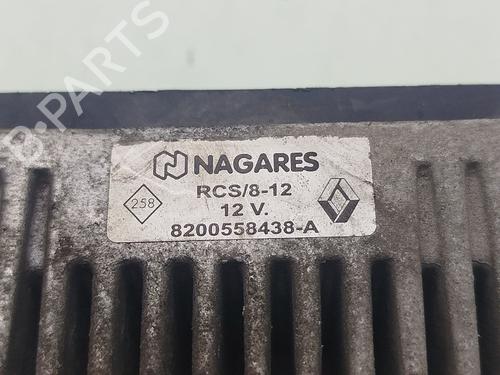 B-PARTS
NAGARES
RCS/8-12
258
12 V.
8200558438-A